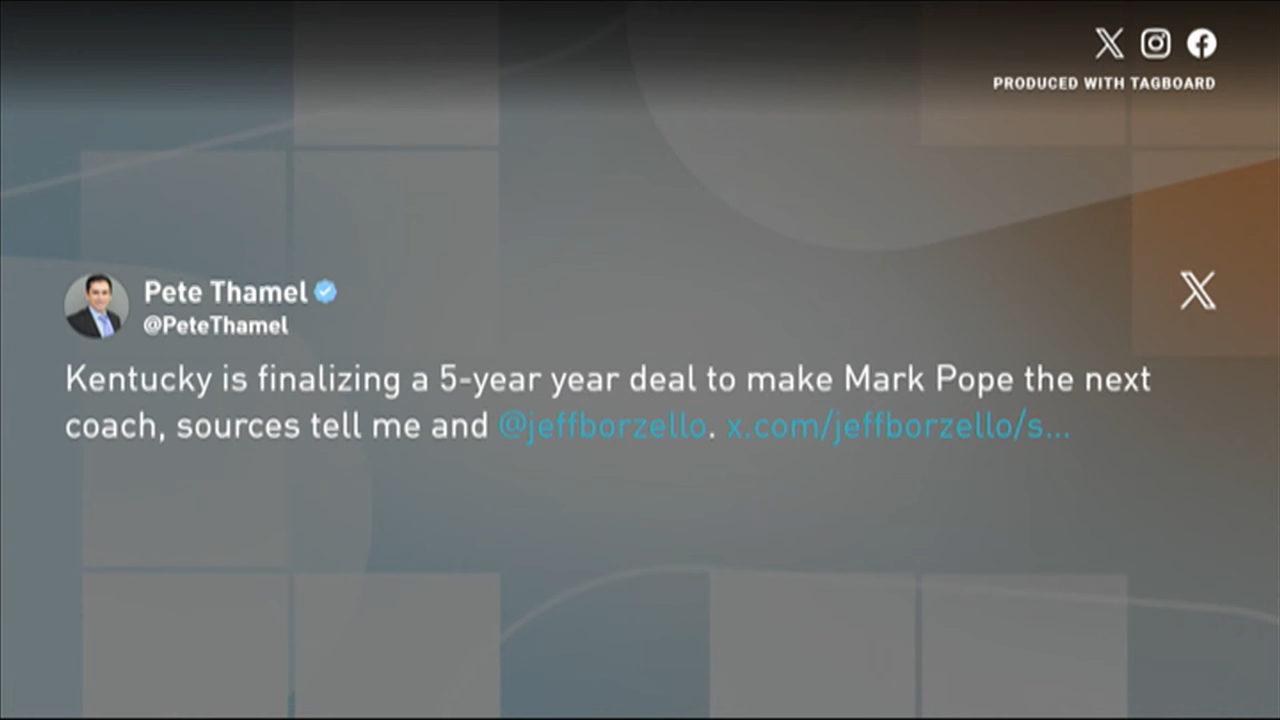 PRODUCED WITH TAGBOARD
Pete Thamel
@PeteThamel
Kentucky is finalizing a 5-year year deal to make Mark Pope the next
coach, sources tell me and @jeffborzello. x.com/jeffborzello/s...